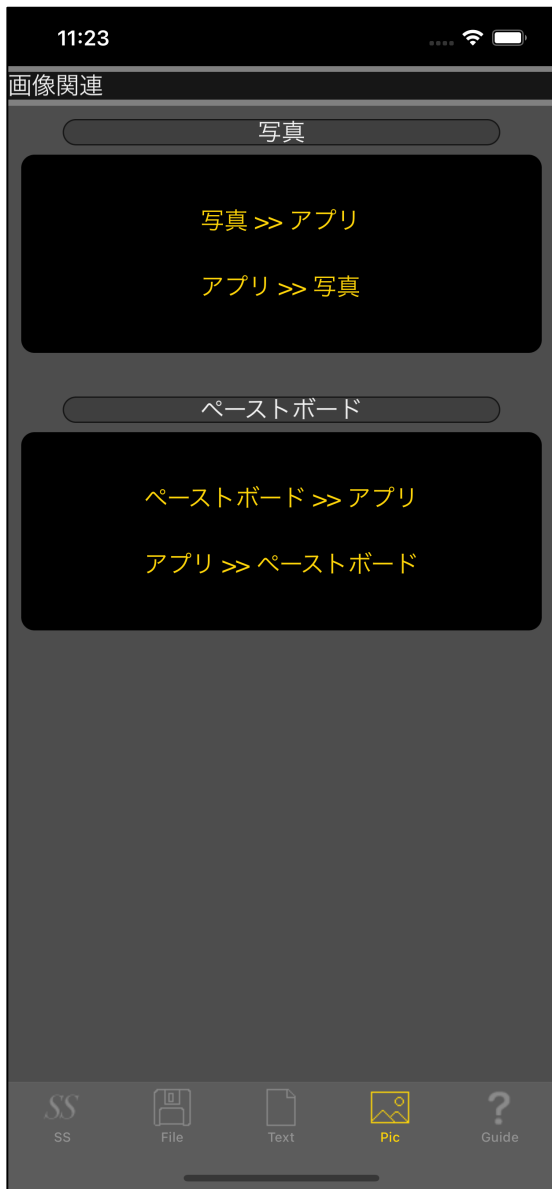 11:23
画像関連
写真
写真 >> アプリ
アプリ >> 写真
ペーストボード
ペーストボード >> アプリ
アプリ >> ペーストボード
SS
SS
File
Text
Pic
?
Guide